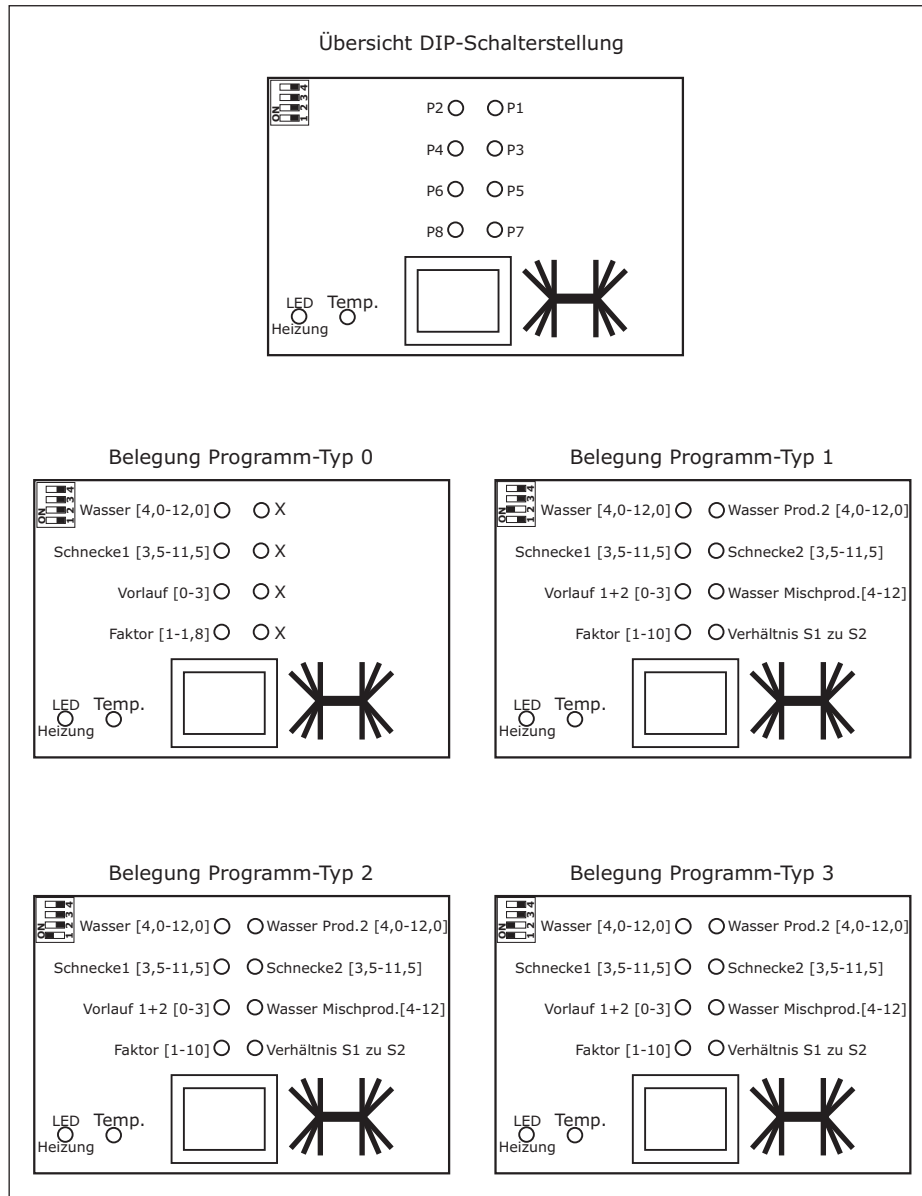 Übersicht DIP-Schalterstellung
ON
1 2 3 4
P2 P1
P4 P3
P6 P5
P8 P7
LED Temp.
Heizung
Belegung Programm-Typ 0
ON
1 2 3 4
Wasser [4,0-12,0] X
Schnecke1 [3,5-11,5] X
Vorlauf [0-3] X
Faktor [1-1,8] X
LED Temp.
Heizung
Belegung Programm-Typ 1
ON
1 2 3 4
Wasser [4,0-12,0] Wasser Prod.2 [4,0-12,0]
Schnecke1 [3,5-11,5] Schnecke2 [3,5-11,5]
Vorlauf 1+2 [0-3] Wasser Mischprod.[4-12]
Faktor [1-10] Verhältnis S1 zu S2
LED Temp.
Heizung
Belegung Programm-Typ 2
ON
1 2 3 4
Wasser [4,0-12,0] Wasser Prod.2 [4,0-12,0]
Schnecke1 [3,5-11,5] Schnecke2 [3,5-11,5]
Vorlauf 1+2 [0-3] Wasser Mischprod.[4-12]
Faktor [1-10] Verhältnis S1 zu S2
LED Temp.
Heizung
Belegung Programm-Typ 3
ON
1 2 3 4
Wasser [4,0-12,0] Wasser Prod.2 [4,0-12,0]
Schnecke1 [3,5-11,5] Schnecke2 [3,5-11,5]
Vorlauf 1+2 [0-3] Wasser Mischprod.[4-12]
Faktor [1-10] Verhältnis S1 zu S2
LED Temp.
Heizung